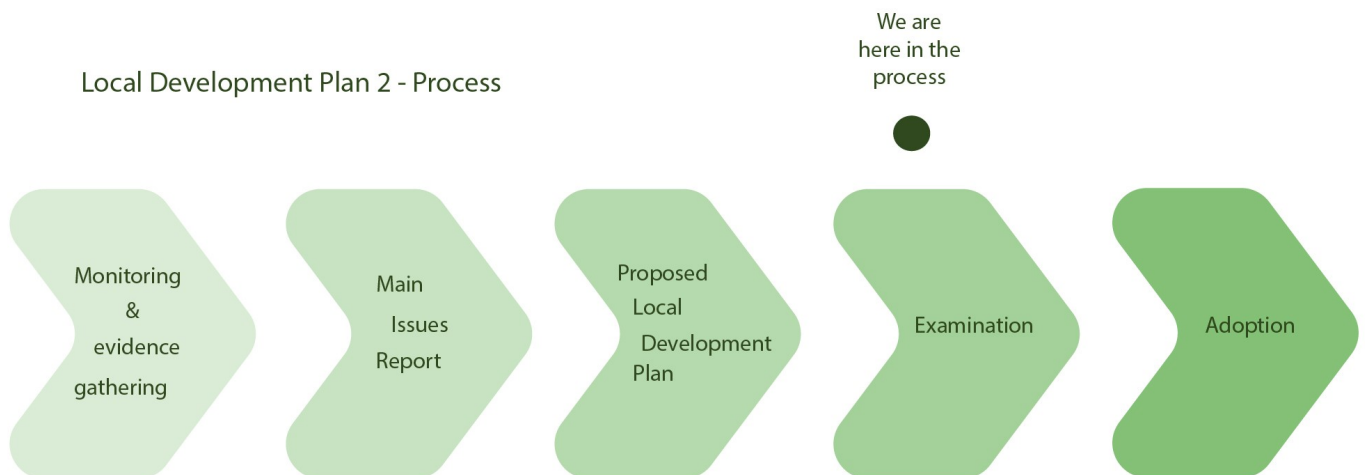 We are
here in the
process
Local Development Plan 2 - Process
Monitoring
&
evidence
gathering
Main
Issues
Report
Proposed
Local
Development
Plan
Examination
Adoption